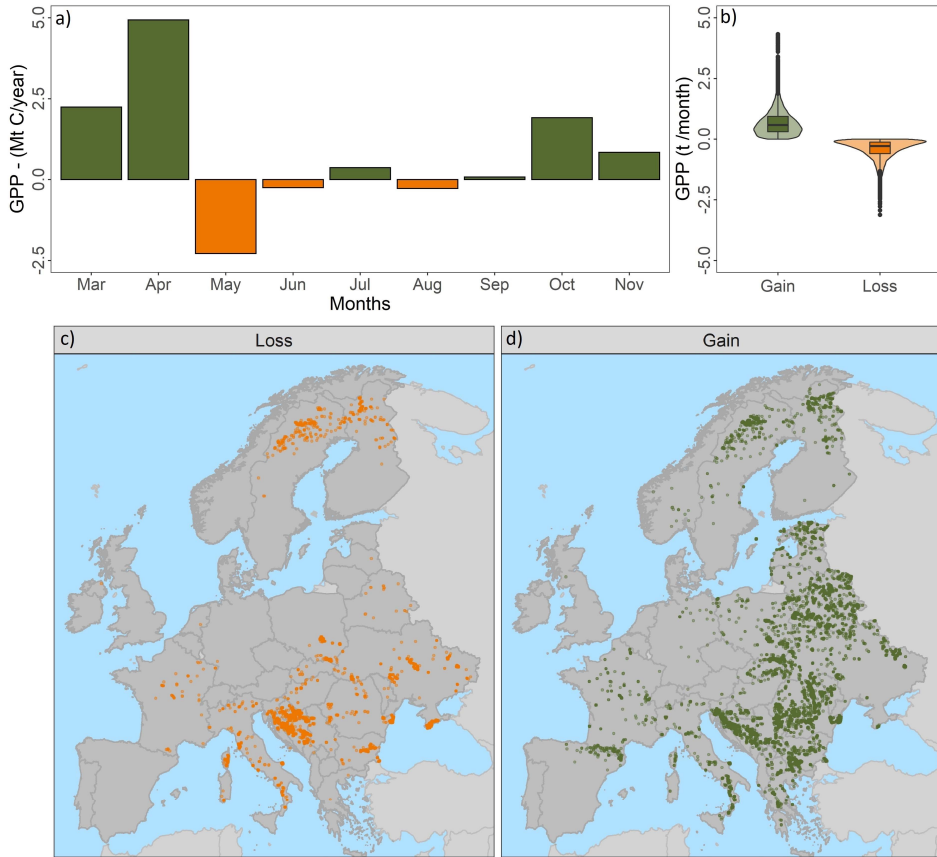 a)
GPP - (Mt C/year)
5.0
2.5
0.0
-2.5
Mar Apr May Jun Jul Aug Sep Oct Nov
Months
b)
GPP (t /month)
5.0
2.5
0.0
-2.5
-5.0
Gain Loss
c) Loss
d) Gain